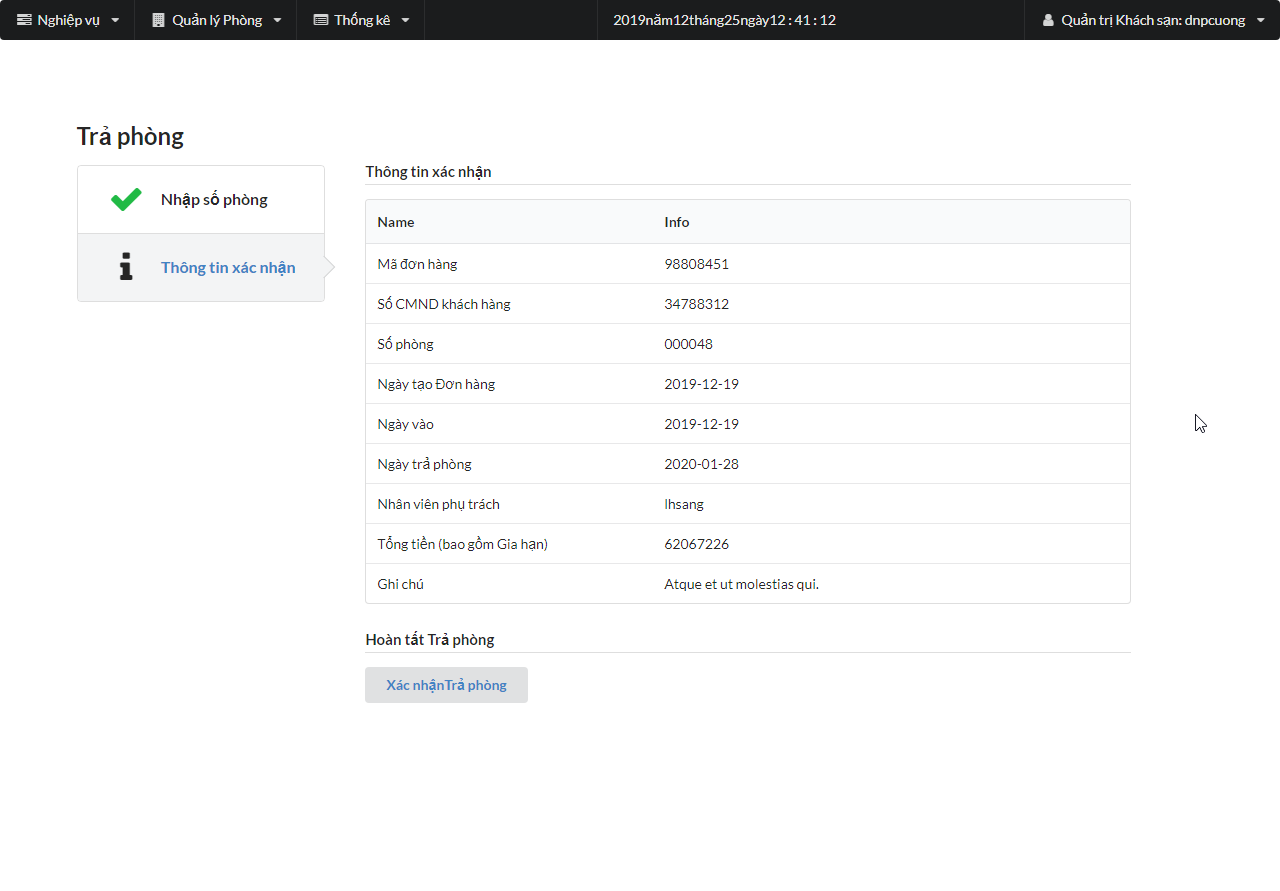 Nghiệp vụ Quản lý Phòng Thống kê 2019năm12tháng25ngày12 : 41 : 12 Quản trị Khách sạn: dnpcuong
Trả phòng
Nhập số phòng
Thông tin xác nhận
Thông tin xác nhận
Name Info
Mã đơn hàng 98808451
Số CMND khách hàng 34788312
Số phòng 000048
Ngày tạo Đơn hàng 2019-12-19
Ngày vào 2019-12-19
Ngày trả phòng 2020-01-28
Nhân viên phụ trách lhsang
Tổng tiền (bao gồm Gia hạn) 62067226
Ghi chú Atque et ut molestias qui.
Hoàn tất Trả phòng
Xác nhậnTrả phòng